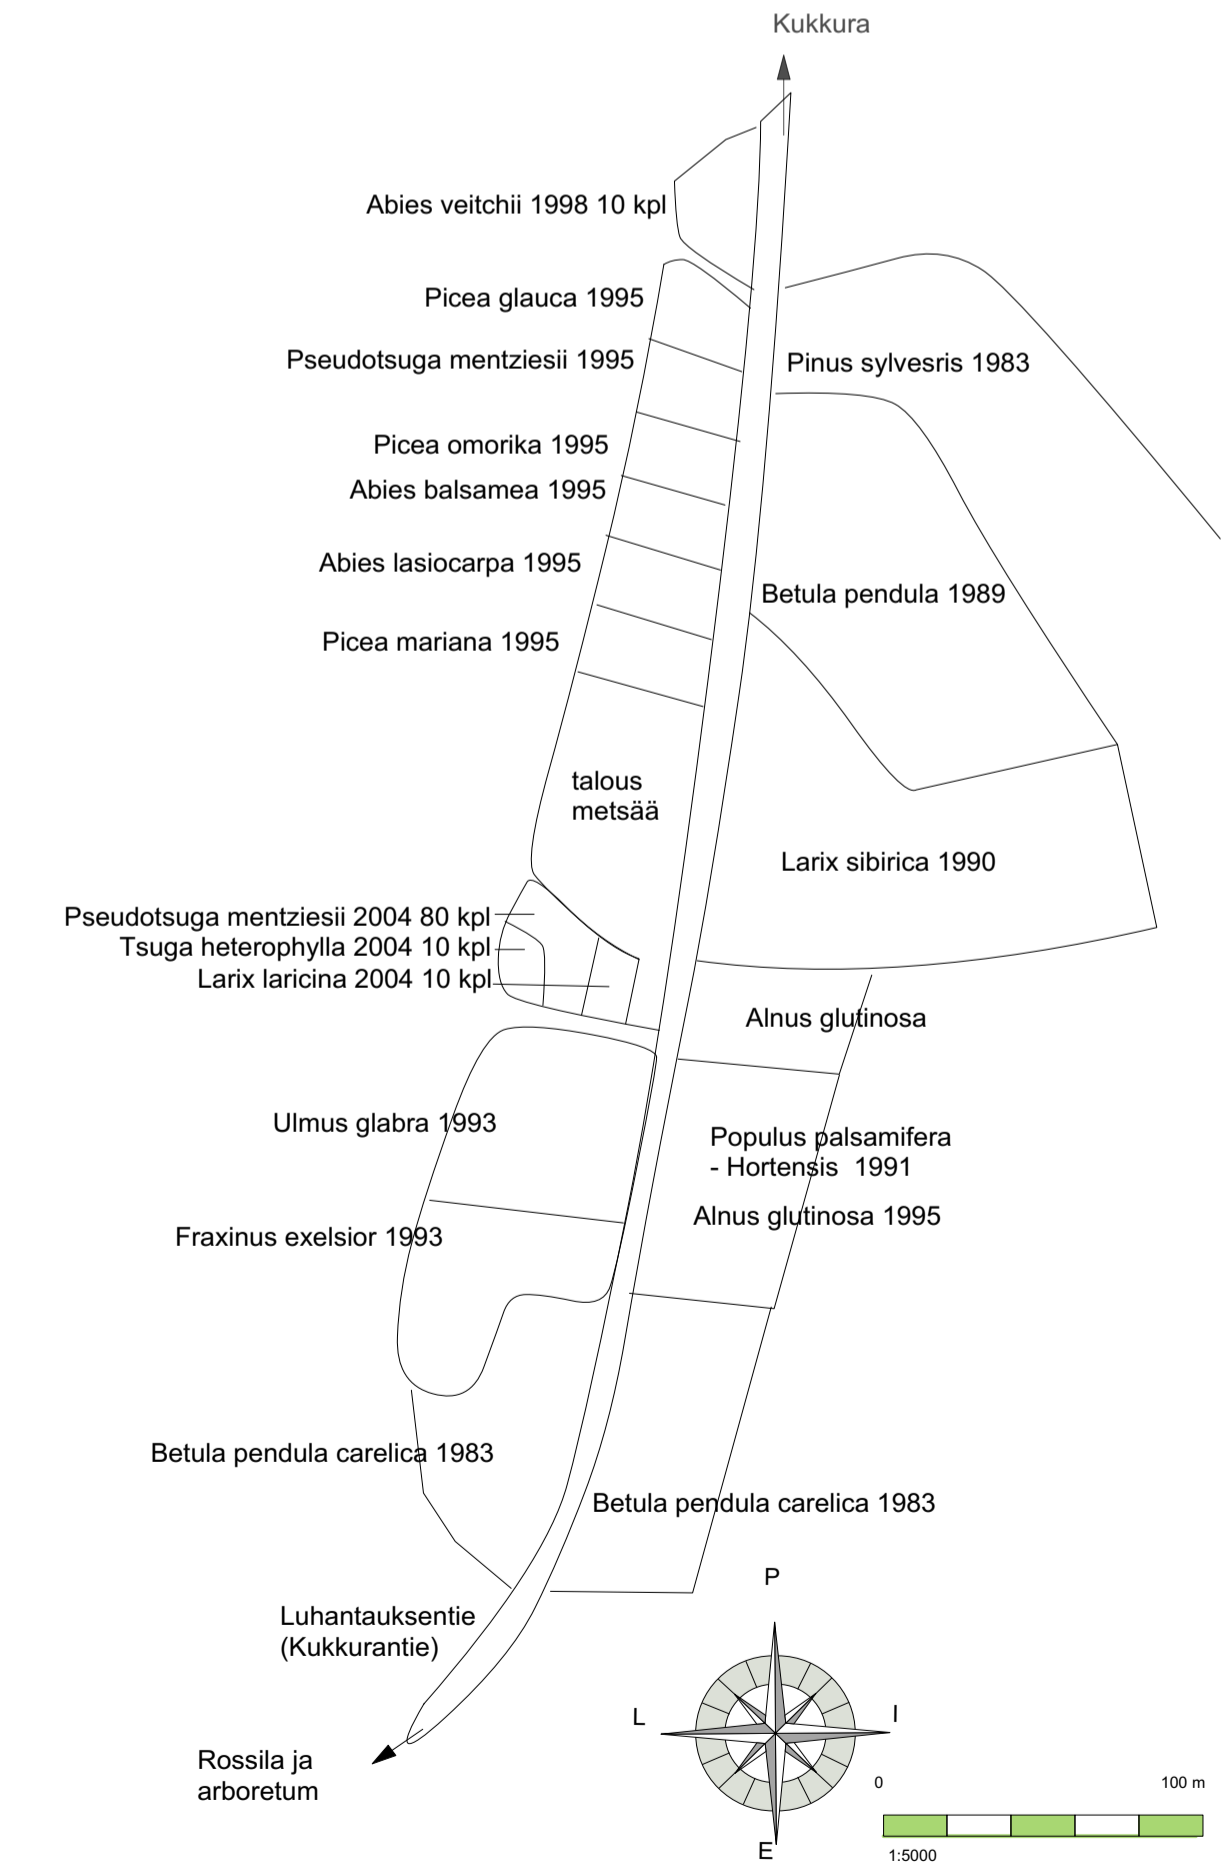 Kukkura
Abies veitchii 1998 10 kpl
Picea glauca 1995
Pseudotsuga mentziesii 1995
Pinus sylvesris 1983
Picea omorika 1995
Abies balsamea 1995
Abies lasiocarpa 1995
Betula pendula 1989
Picea mariana 1995
talous
metsää
Larix sibirica 1990
Pseudotsuga mentziesii 2004 80 kpl
Tsuga heterophylla 2004 10 kpl
Larix laricina 2004 10 kpl
Alnus glutinosa
Ulmus glabra 1993
Populus palsamifera
- Hortensis 1991
Alnus glutinosa 1995
Fraxinus exelsior 1993
Betula pendula carelica 1983
Betula pendula carelica 1983
Luhantauksentie
(Kukkurantie)
Rossila ja
arboretum
P
L
I
E
0 100 m
1:5000